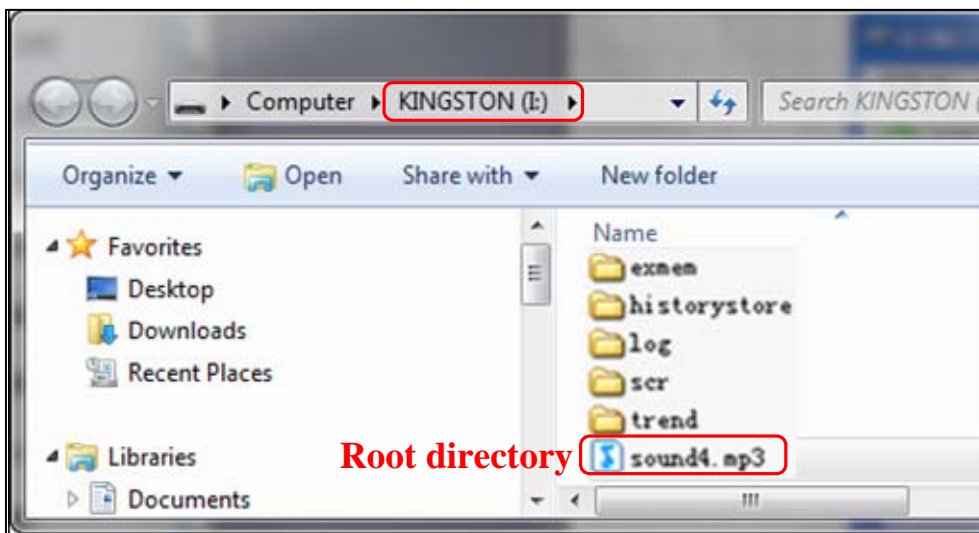 Computer KINGSTON (I:) Search KINGSTON
Organize Open Share with New folder
Favorites
Desktop
Downloads
Recent Places
Libraries
Documents
Name
exmem
historystore
log
scr
trend
Root directory sound4.mp3